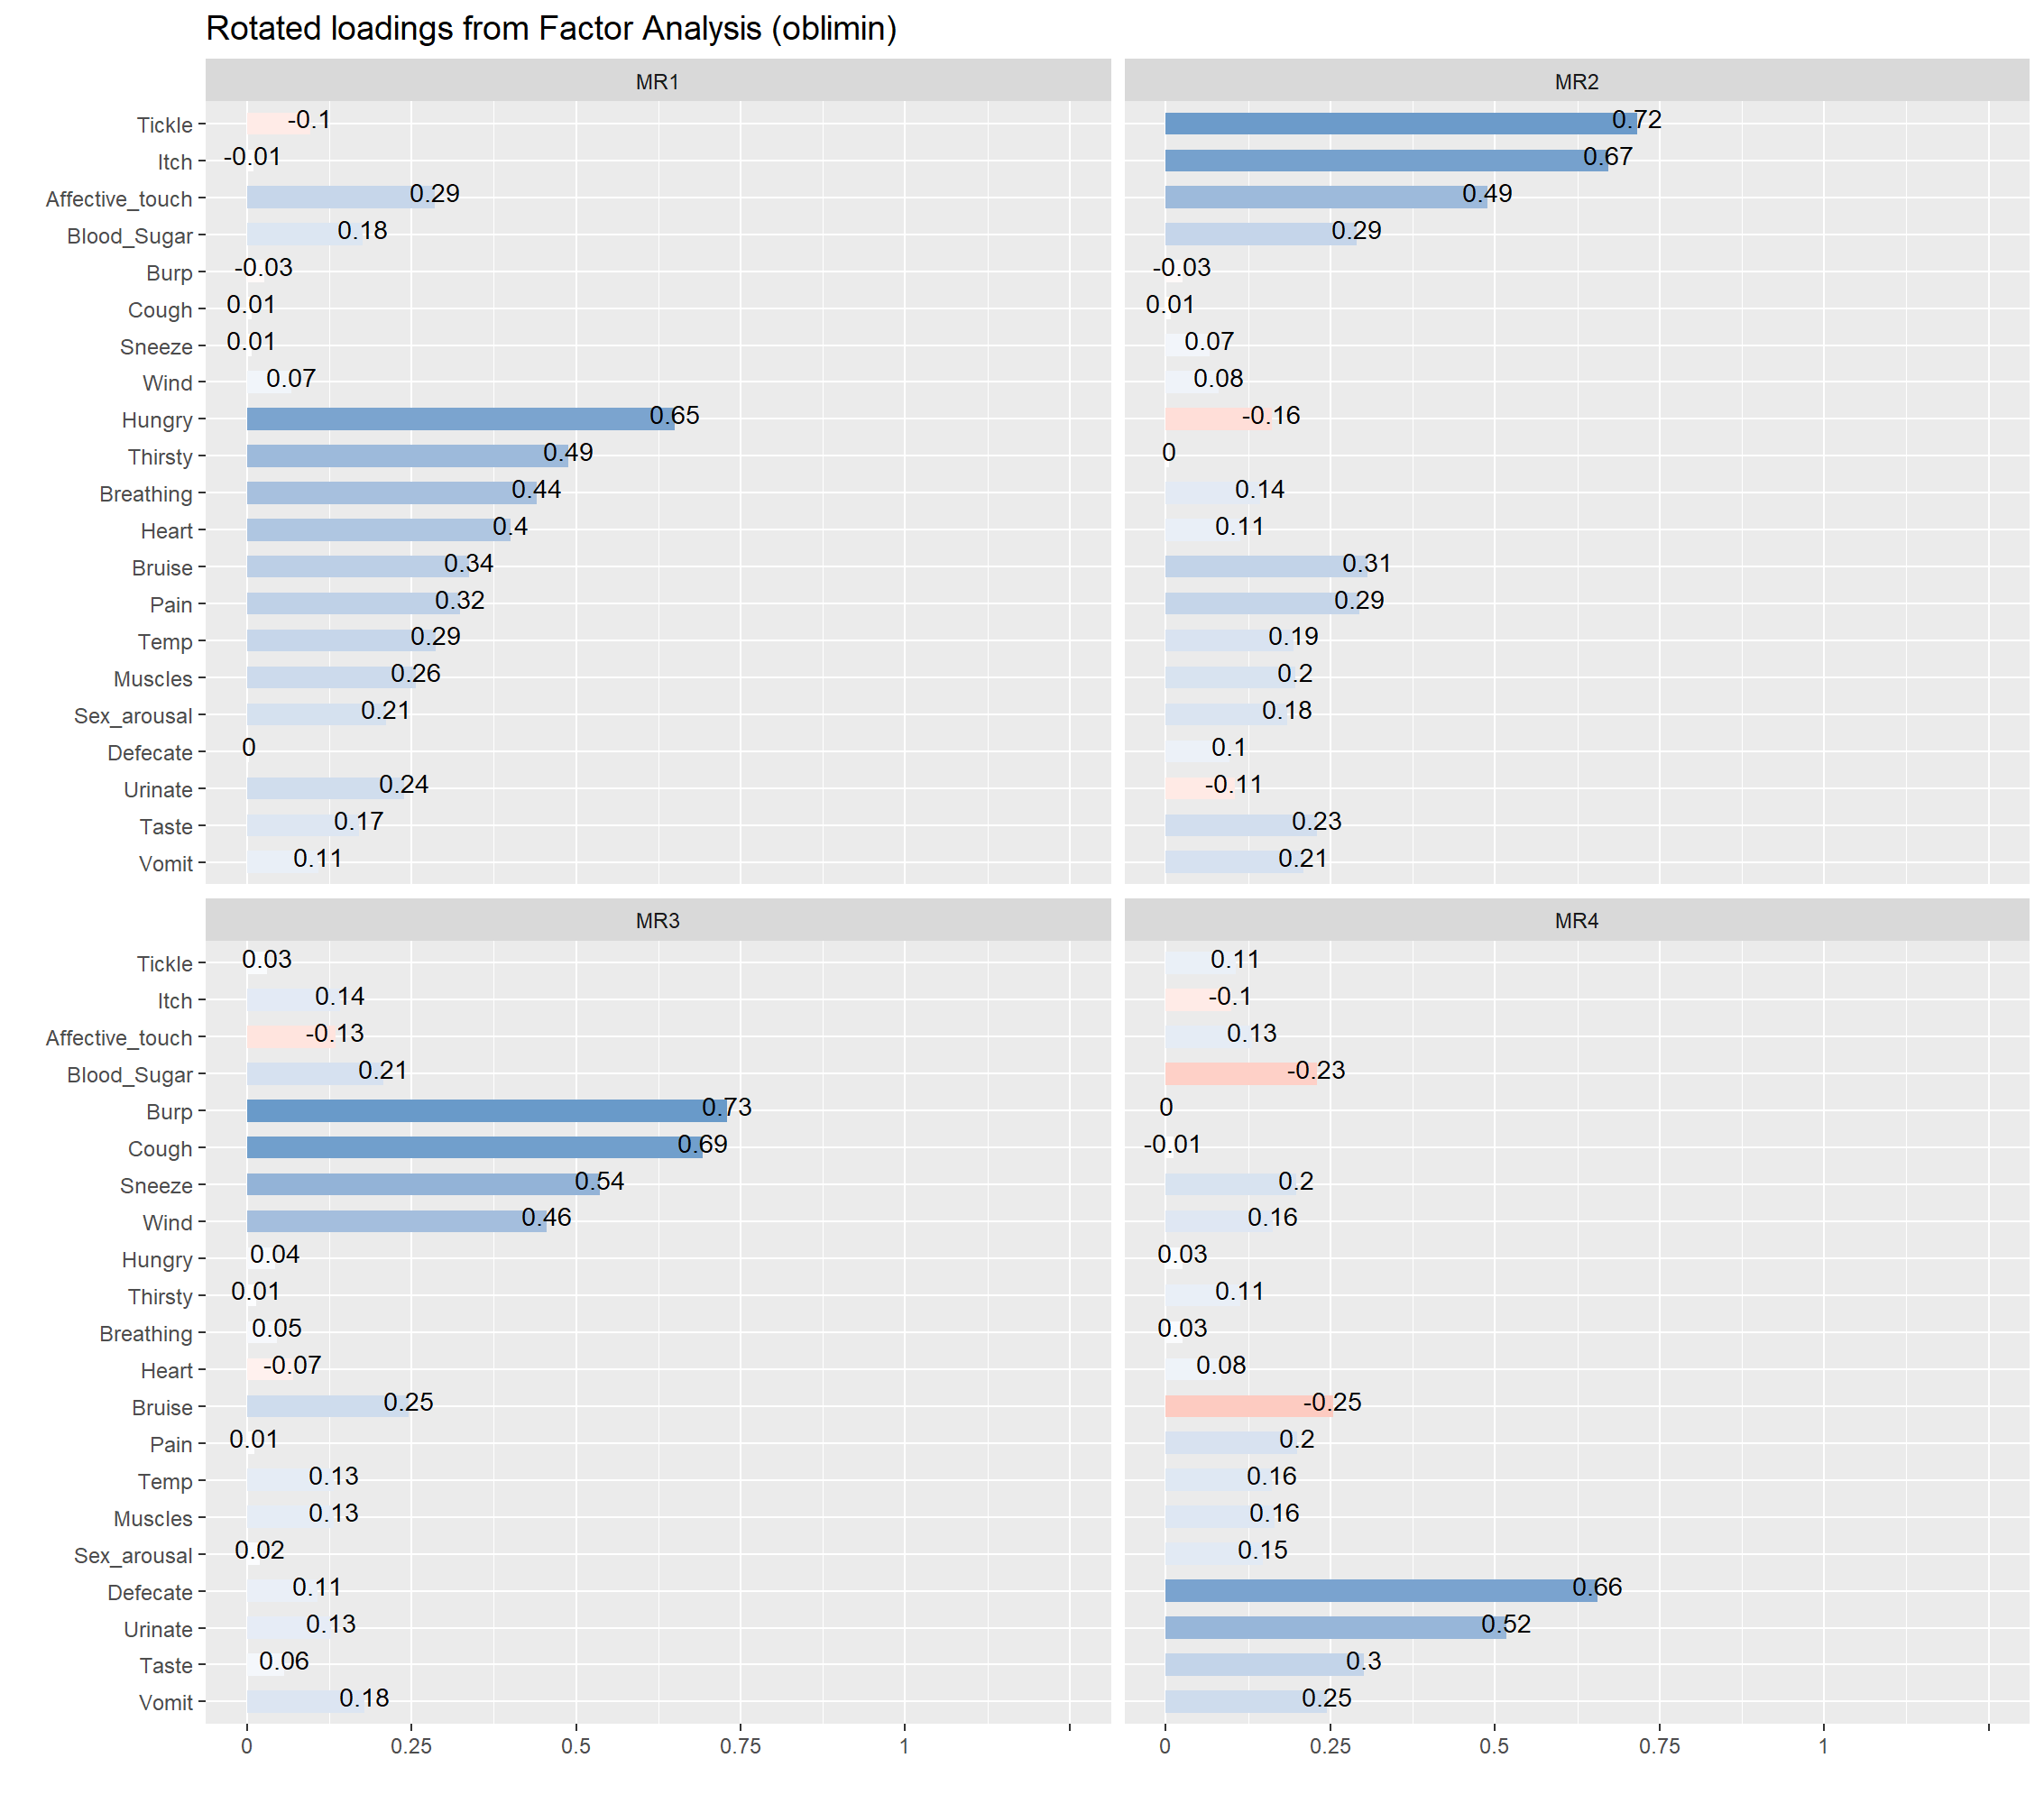 Rotated loadings from Factor Analysis (oblimin)
MR1 MR2
Tickle -0.1 0.72
Itch -0.01 0.67
Affective_touch 0.29 0.49
Blood_Sugar 0.18 0.29
Burp -0.03 -0.03
Cough 0.01 0.01
Sneeze 0.01 0.07
Wind 0.07 0.08
Hungry 0.65 -0.16
Thirsty 0.49 0
Breathing 0.44 0.14
Heart 0.4 0.11
Bruise 0.34 0.31
Pain 0.32 0.29
Temp 0.29 0.19
Muscles 0.26 0.2
Sex_arousal 0.21 0.18
Defecate 0 0.1
Urinate 0.24 -0.11
Taste 0.17 0.23
Vomit 0.11 0.21
MR3 MR4
Tickle 0.03 0.11
Itch 0.14 -0.1
Affective_touch -0.13 0.13
Blood_Sugar 0.21 -0.23
Burp 0.73 0
Cough 0.69 -0.01
Sneeze 0.54 0.2
Wind 0.46 0.16
Hungry 0.04 0.03
Thirsty 0.01 0.11
Breathing 0.05 0.03
Heart -0.07 0.08
Bruise 0.25 -0.25
Pain 0.01 0.2
Temp 0.13 0.16
Muscles 0.13 0.16
Sex_arousal 0.02 0.15
Defecate 0.11 0.66
Urinate 0.13 0.52
Taste 0.06 0.3
Vomit 0.18 0.25
0 0.25 0.5 0.75 1 0 0.25 0.5 0.75 1